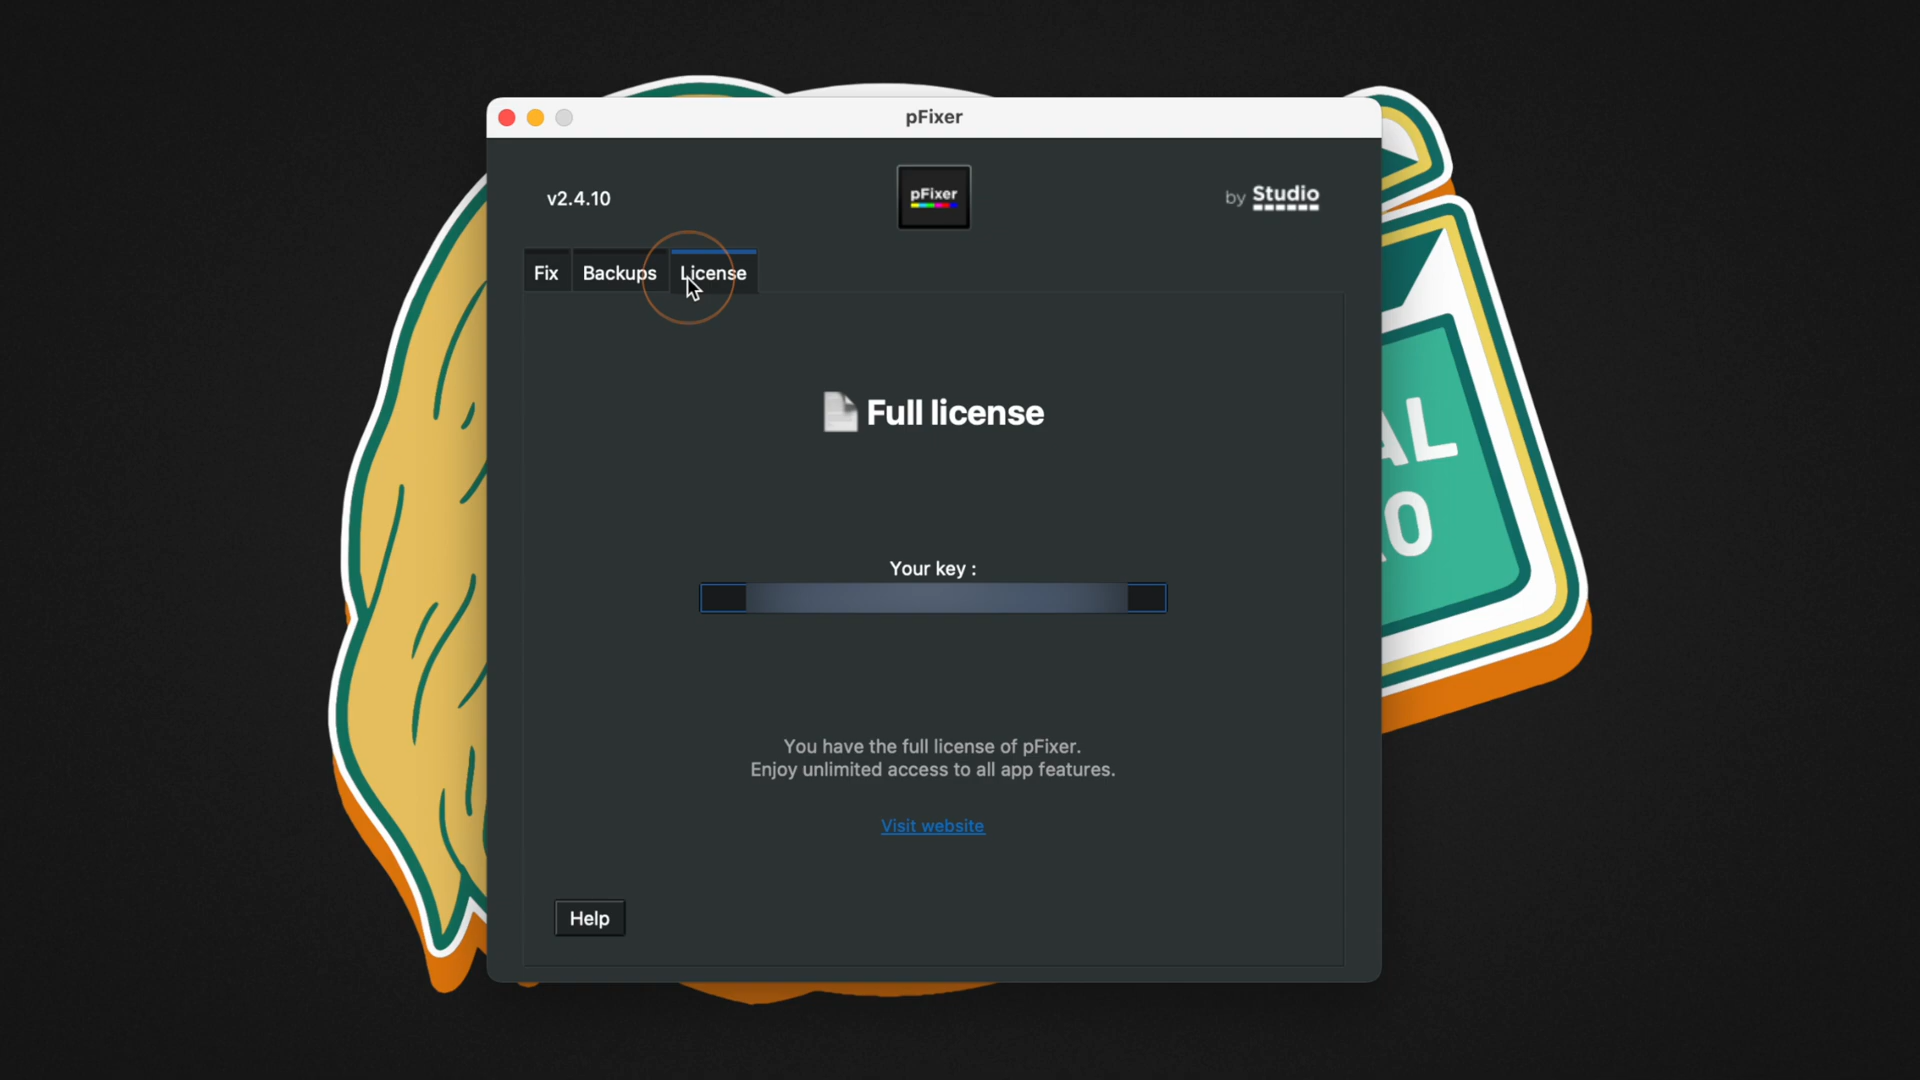 pFixer
v2.4.10
pFixer
by Studio
Fix
Backups
License
Full license
Your key :
You have the full license of pFixer.
Enjoy unlimited access to all app features.
Visit website
Help
AL
O